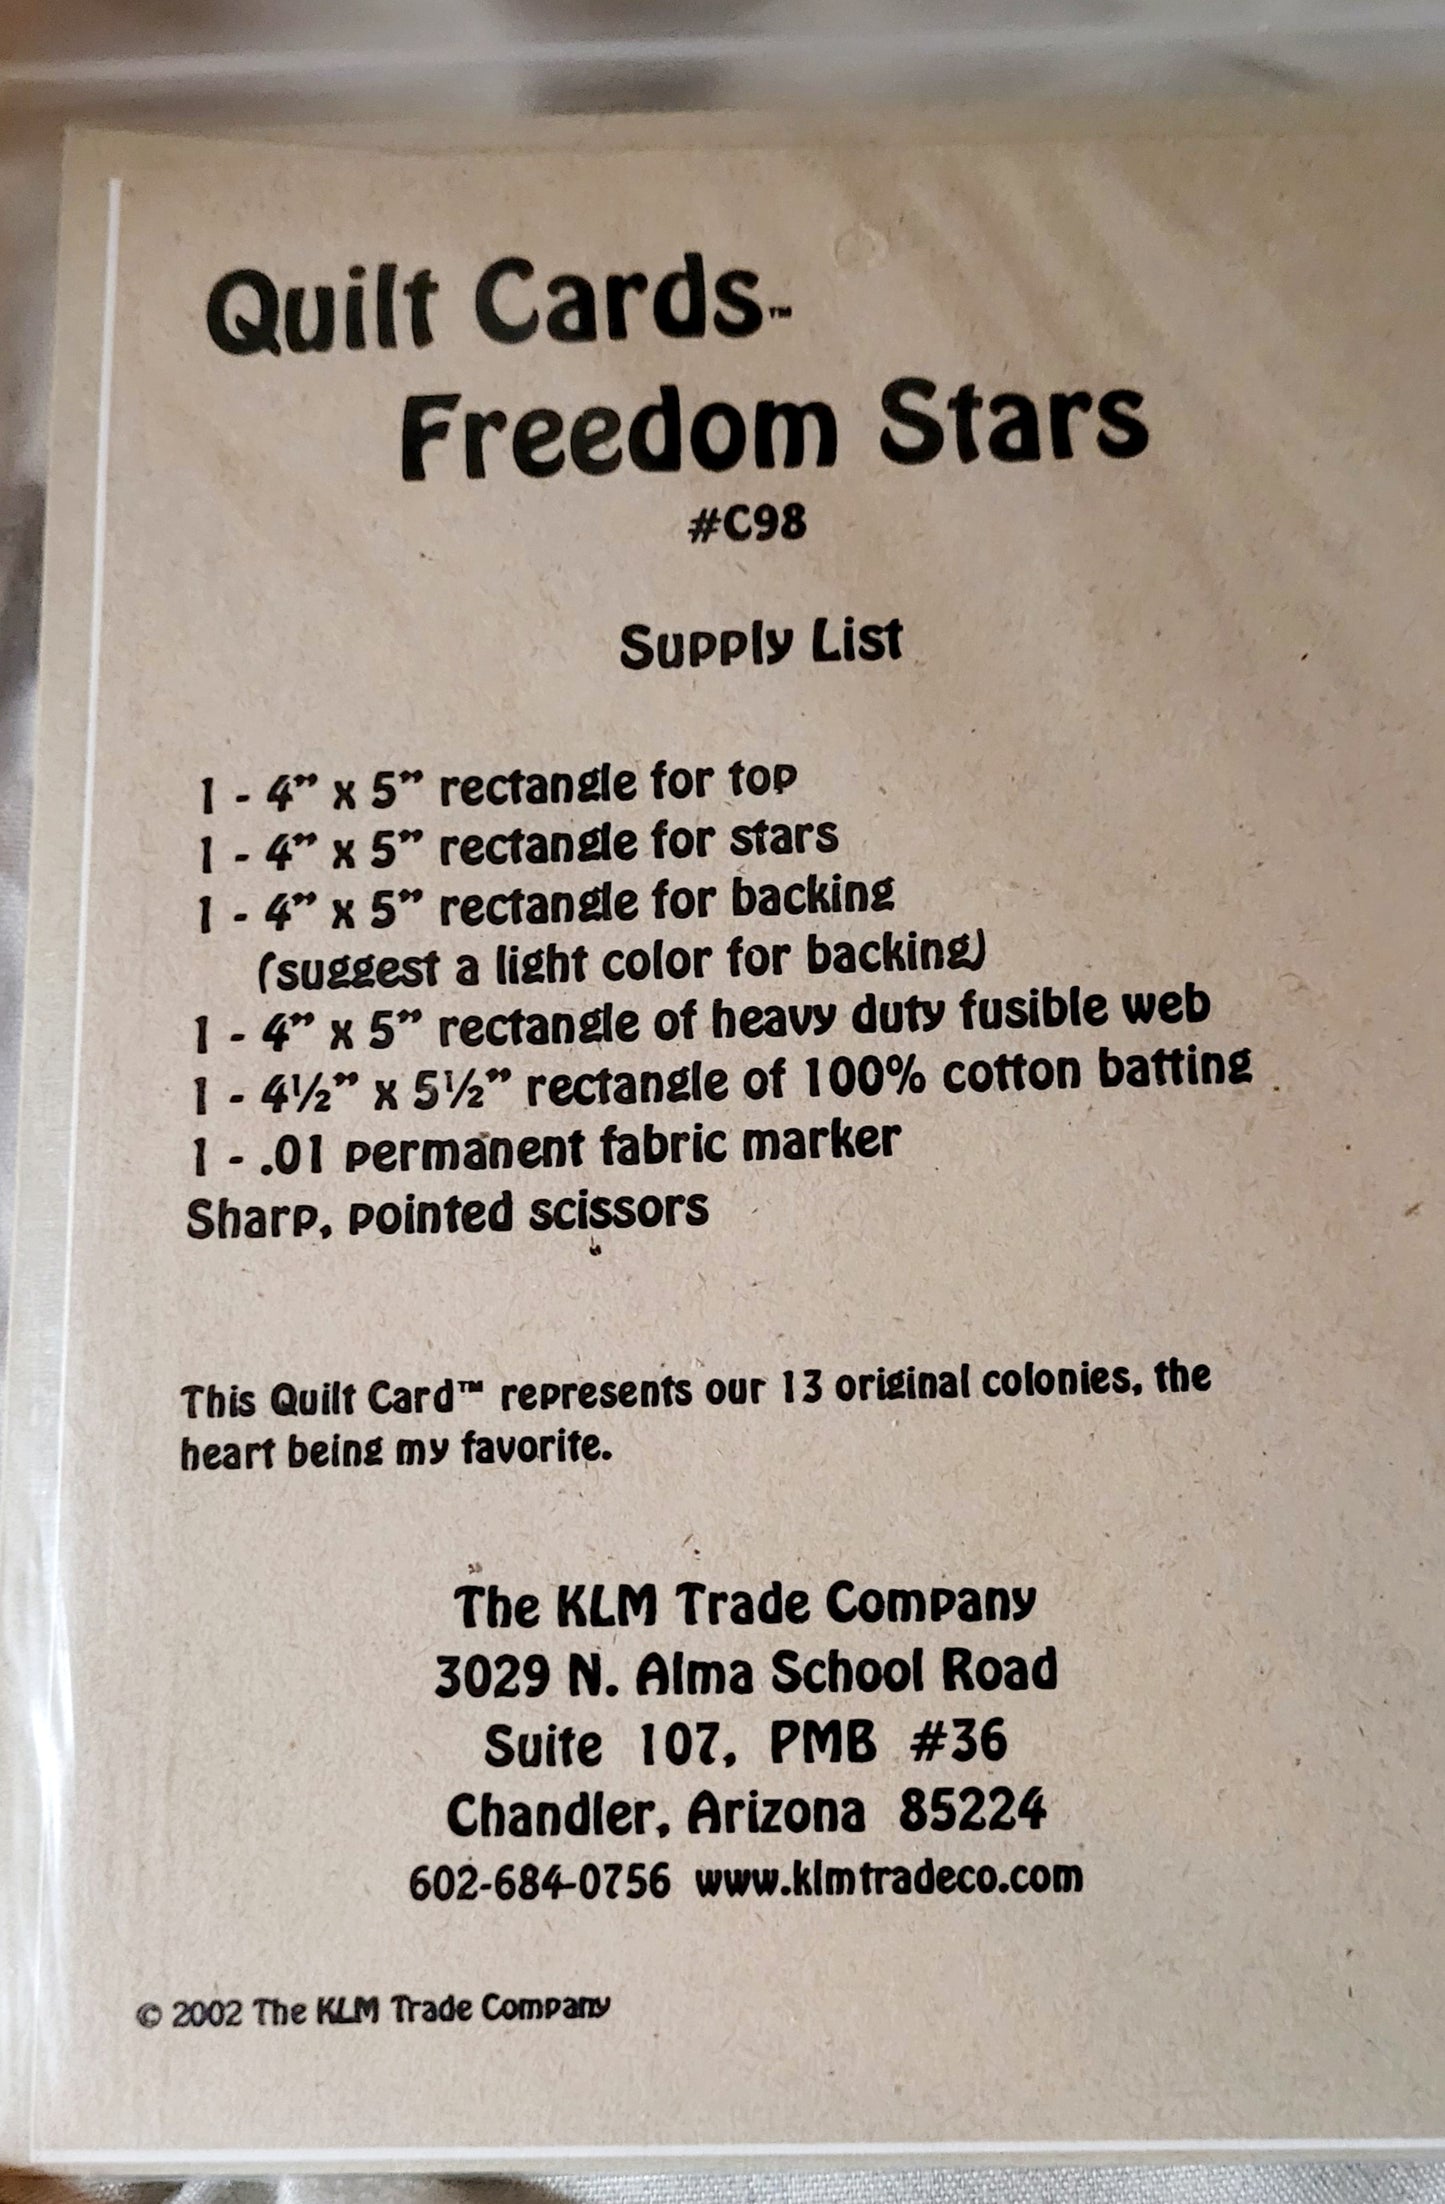 Quilt Cards™
Freedom Stars
#C98
Supply List
1 - 4” x 5” rectangle for top
1 - 4” x 5” rectangle for stars
1 - 4” x 5” rectangle for backing
(suggest a light color for backing)
1 - 4” x 5” rectangle of heavy duty fusible web
1 - 4½” x 5½” rectangle of 100% cotton batting
1 - .01 permanent fabric marker
Sharp, pointed scissors
This Quilt Card™ represents our 13 original colonies, the
heart being my favorite.
The KLM Trade Company
3029 N. Alma School Road
Suite 107, PMB #36
Chandler, Arizona 85224
602-684-0756 www.klmtradeco.com
© 2002 The KLM Trade Company